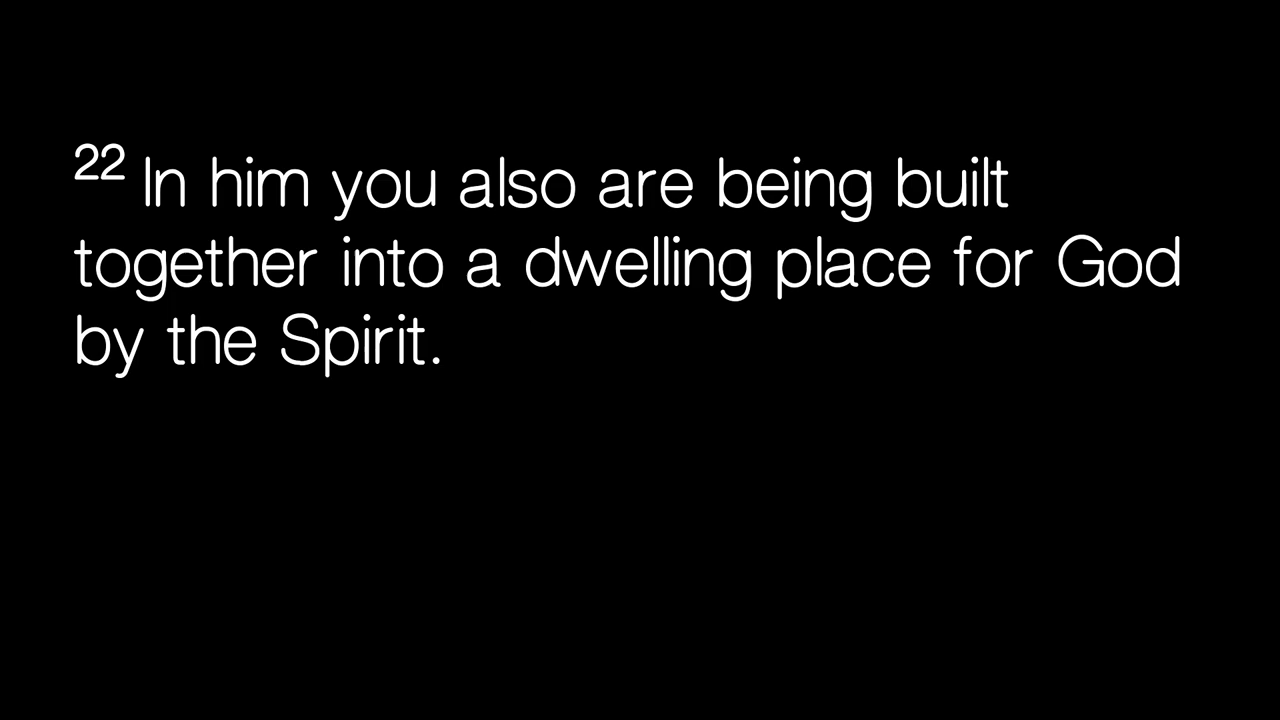 22 In him you also are being built
together into a dwelling place for God
by the Spirit.